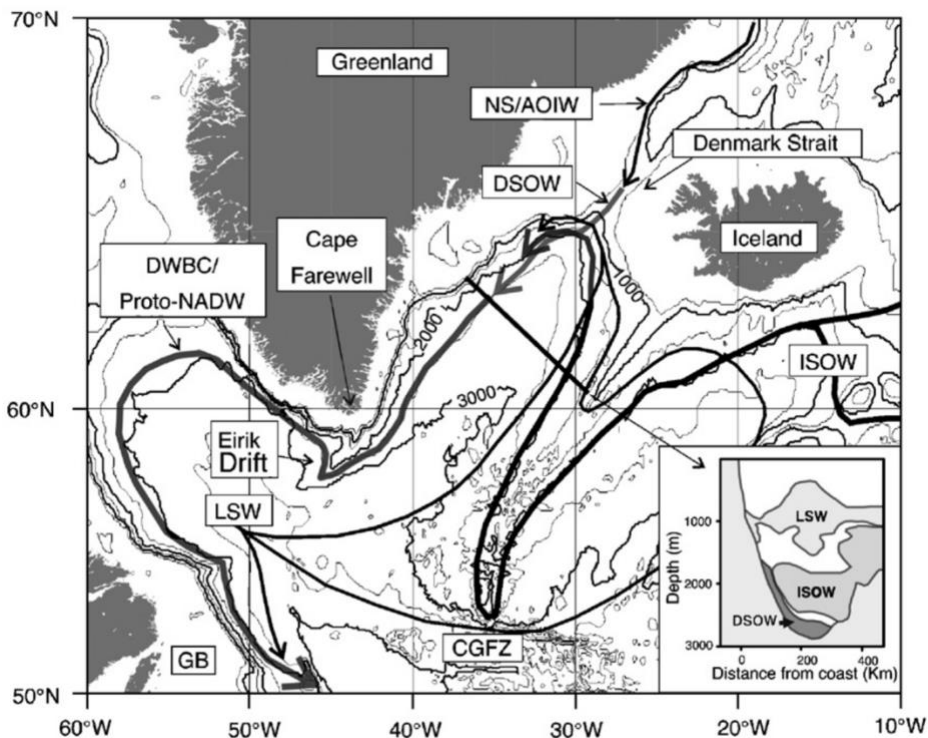 70°N
Greenland
NS/AOIW
Denmark Strait
DSOW
Cape
Farewell
Iceland
DWBC/
Proto-NADW
1000
2000
ISOW
3000
60°N
Eirik
Drift
LSW
CGFZ
GB
50°N
60°W
50°W
40°W
30°W
20°W
10°W
LSW
1000
Depth (m)
2000
ISOW
DSOW
3000
0
200
400
Distance from coast (Km)